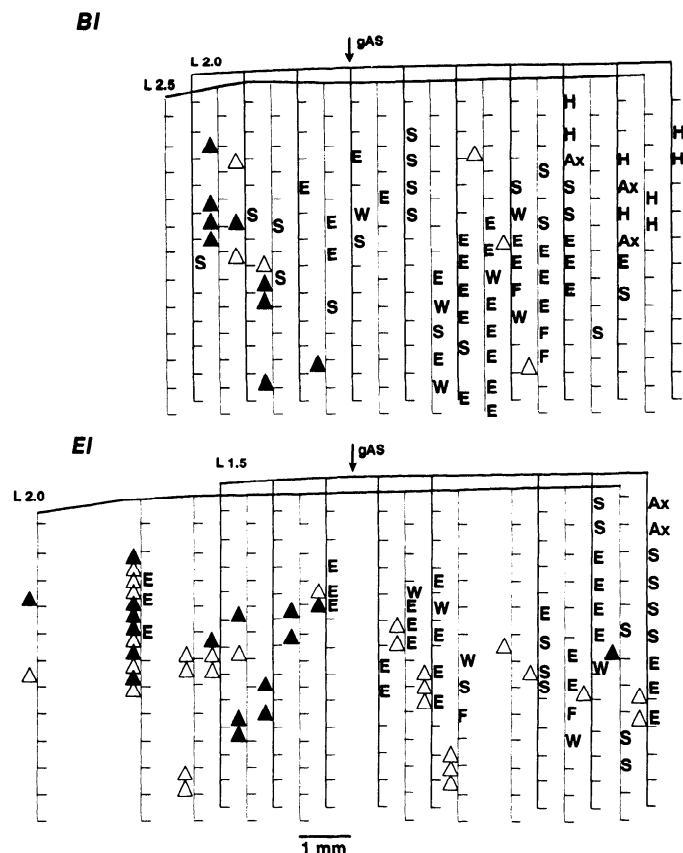 BI
gAS
L 2.0
L 2.5
H
S H H
E S Ax H H
S
E S S S Ax
E H
S W S W S H
S E E S H
S E E E Ax
E E E
S E E E E
S E W E
E F E S
S W E E
E W
S E F S
S
E E F
W E
E
E
EI
gAS
L 1.5
L 2.0
S Ax
S Ax
E S
E
E E E S
E W
E
E E W E S
E
E E E E S S
E S
E W E W E
S
E S S E E
E
F F E
W S
S
1 mm